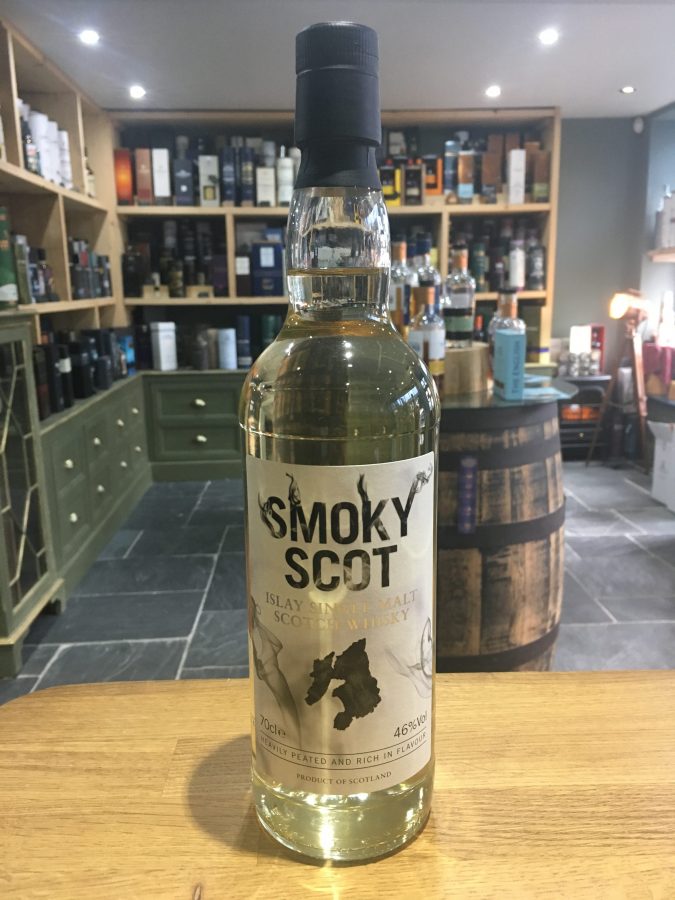 SMOKY
SCOT
ISLAY SINGLE MALT
SCOTCH WHISKY
70cl℮
46%Vol
HEAVILY PEATED AND RICH IN FLAVOUR
PRODUCT OF SCOTLAND